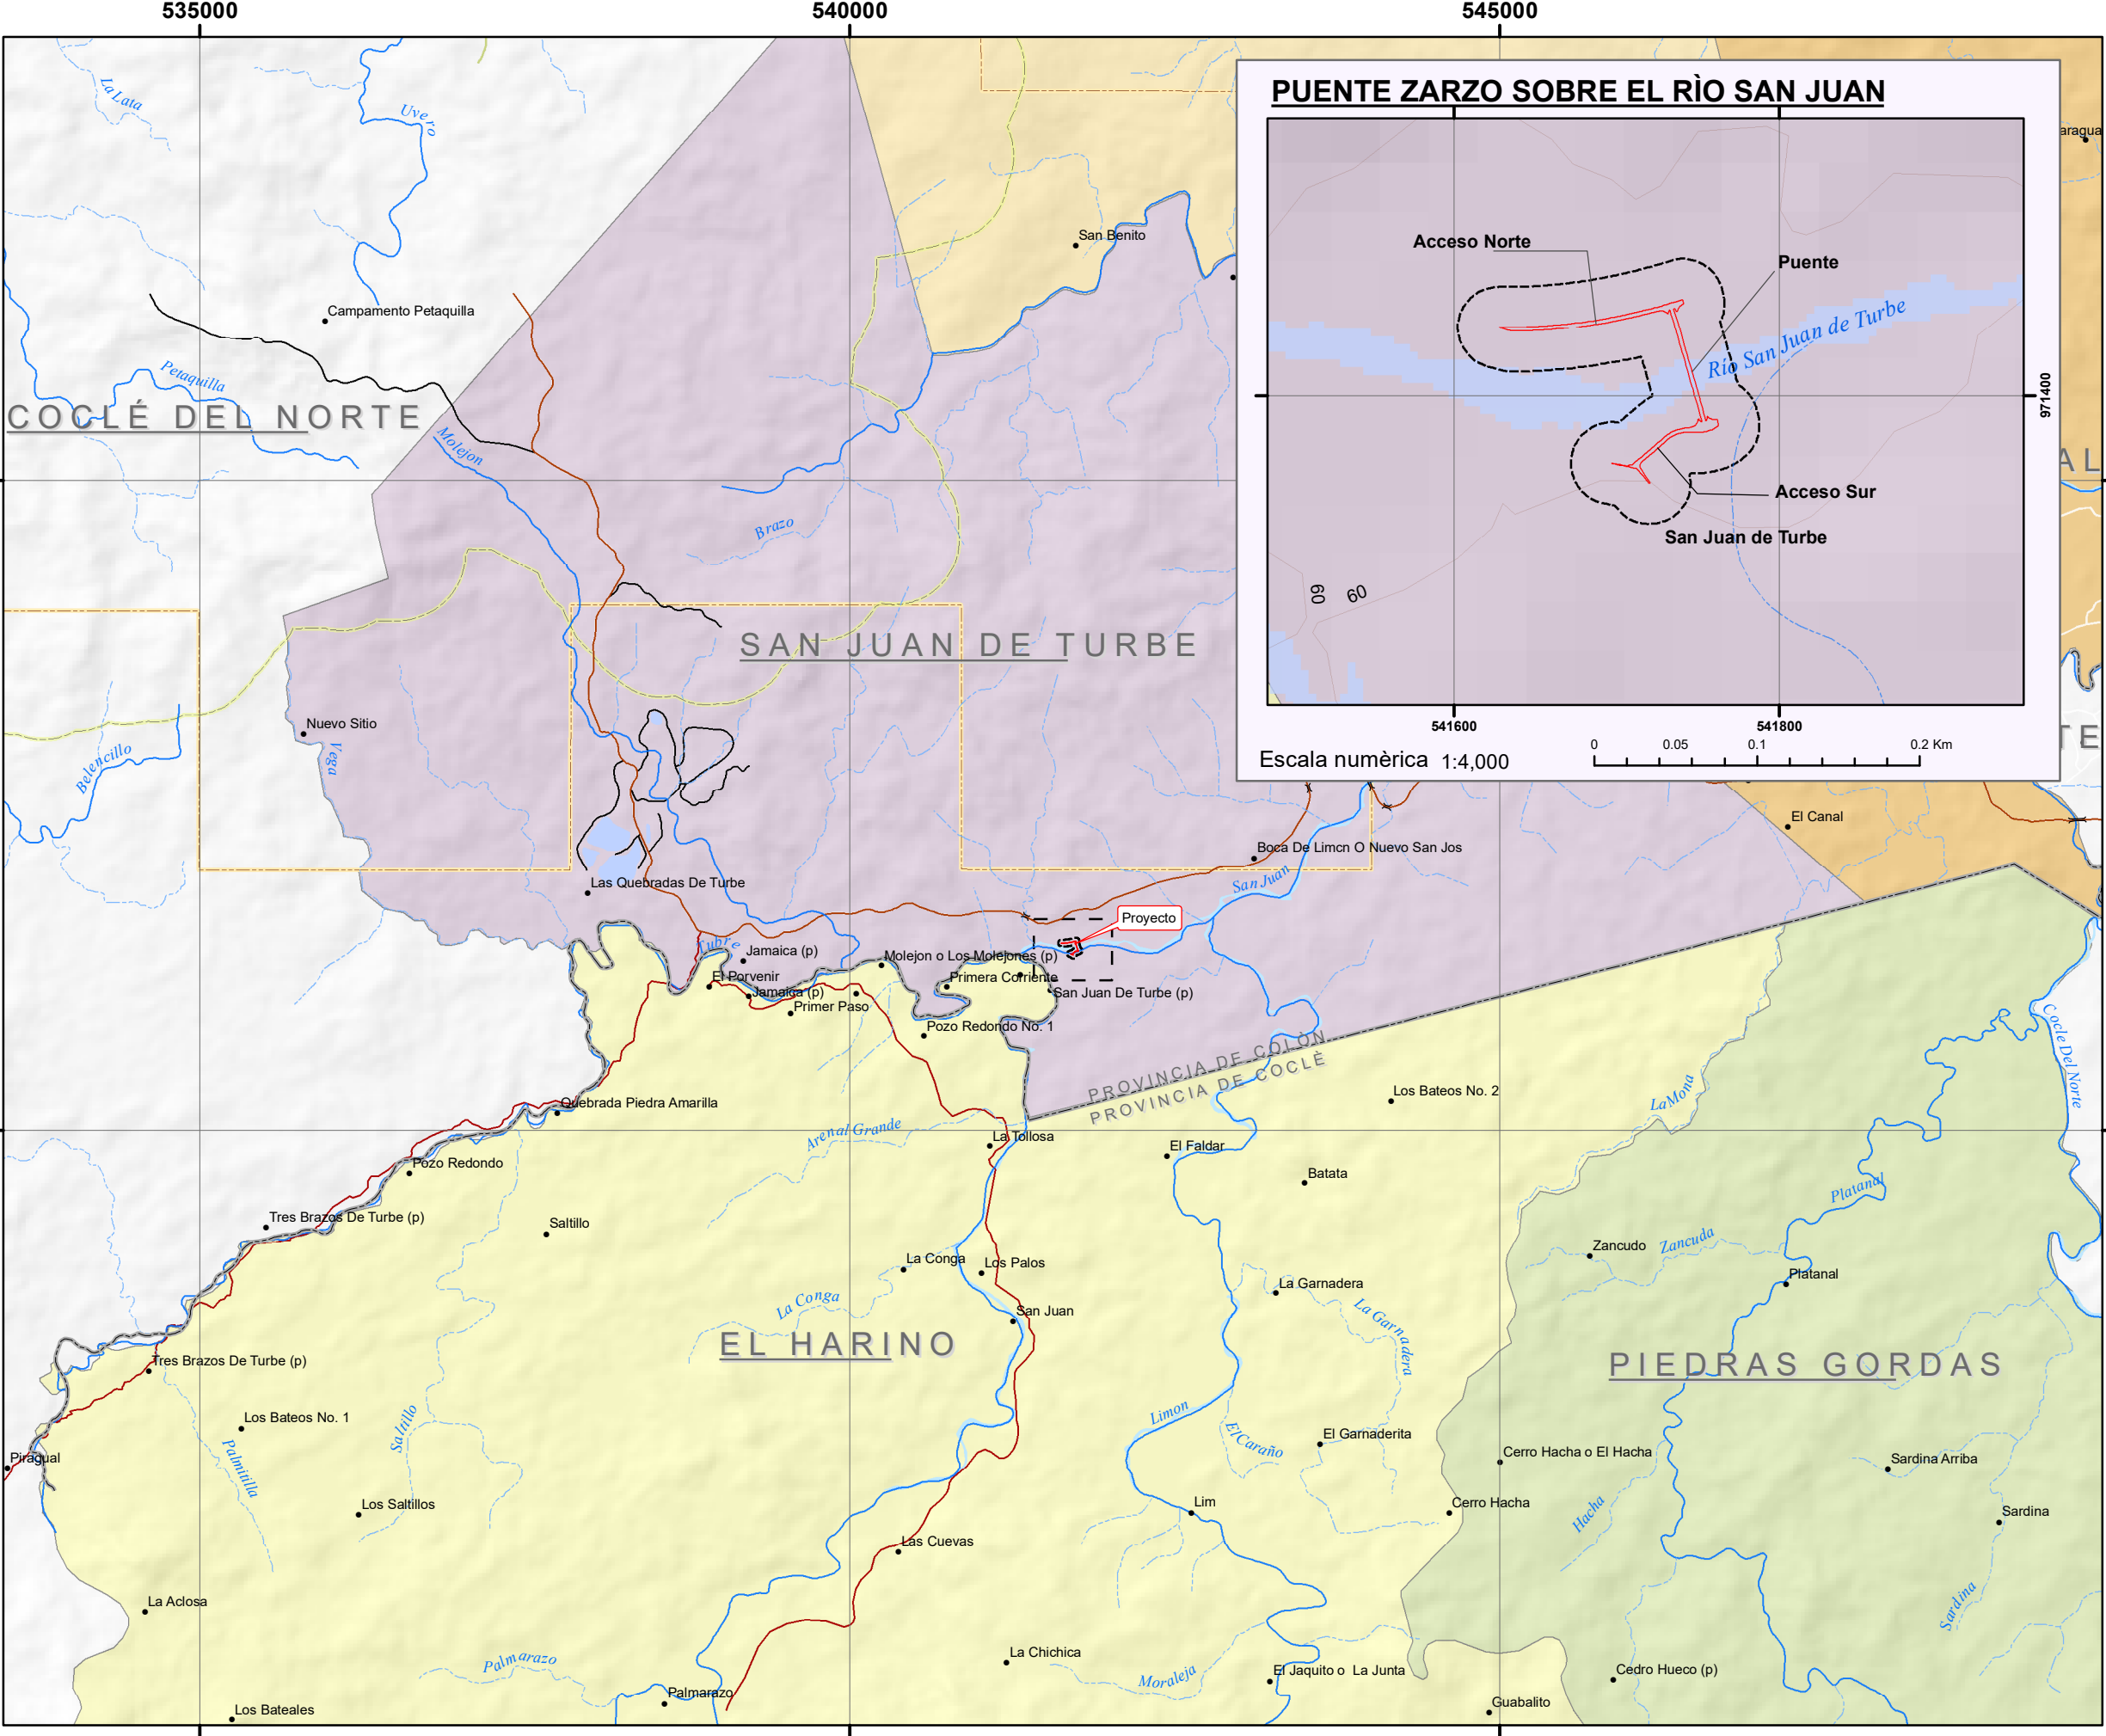 535000
540000
545000
PUENTE ZARZO SOBRE EL RÌO SAN JUAN
La Lata
Uvero
araqua
San Benito
Acceso Norte
Puente
Río San Juan de Turbe
Campamento Petaquilla
Petaquilla
971400
COCLÉ DEL NORTE
Molejon
AL
Acceso Sur
Brazo
San Juan de Turbe
60
60
SAN JUAN DE TURBE
541600
541800
Nuevo Sitio
Vega
Belencillo
TE
Escala numèrica 1:4,000
0 0.05 0.1 0.2 Km
El Canal
Boca De Limcn O Nuevo San Jos
Las Quebradas De Turbe
San Juan
Proyecto
Tubre
Jamaica (p)
Molejon o Los Molejones (p)
El Porvenir
Primera Corriente
Jamaica (p)
San Juan De Turbe (p)
Primer Paso
Pozo Redondo No. 1
Cocle Del Norte
PROVINCIA DE COLÒN
PROVINCIA DE COCLÈ
Los Bateos No. 2
LaMona
Quebrada Piedra Amarilla
Arenal Grande
La Tollosa
El Faldar
Pozo Redondo
Batata
Platanal
Tres Brazos De Turbe (p)
Saltillo
Zancudo
Zancuda
La Conga
Los Palos
Platanal
La Garnadera
La Conga
San Juan
La Garnadera
EL HARINO
PIEDRAS GORDAS
Tres Brazos De Turbe (p)
Los Bateos No. 1
Limon
Saltillo
El Caraño
El Garnaderita
Piragual
Palmitilla
Cerro Hacha o El Hacha
Sardina Arriba
Los Saltillos
Lim
Cerro Hacha
Hacha
Sardina
Las Cuevas
La Aclosa
Sardina
Palmarazo
La Chichica
Moraleja
El Jaquito o La Junta
Cedro Hueco (p)
Palmarazo
Los Bateales
Guabalito